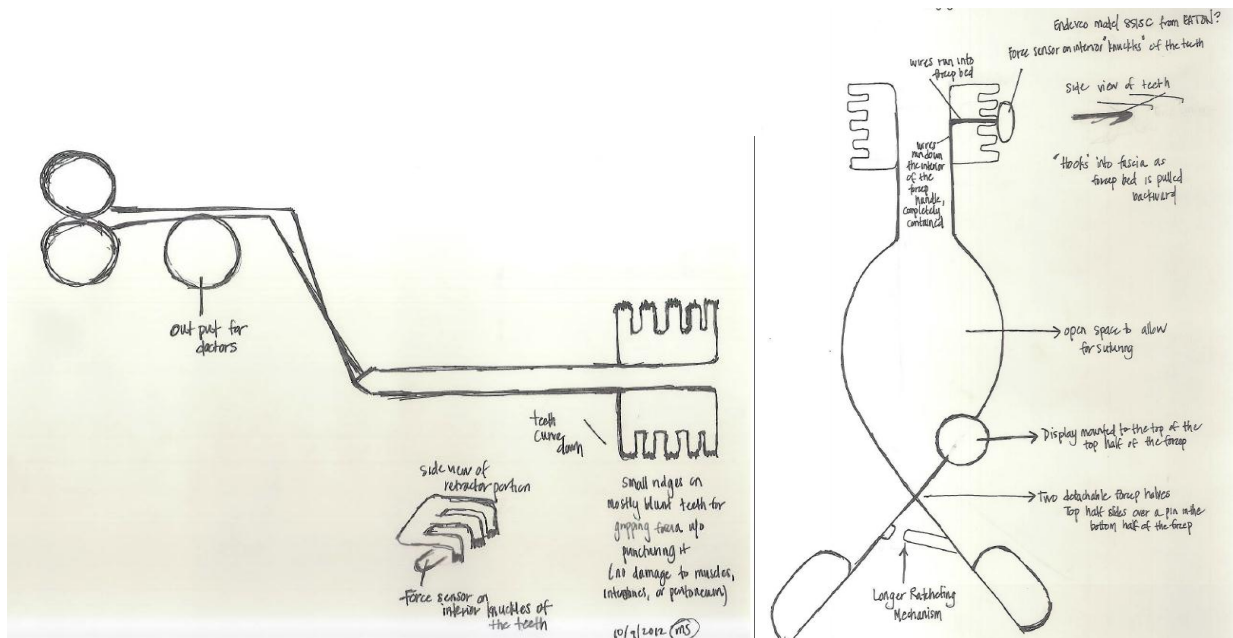 out put for
doctors
teeth
curve
down
side view of
retractor portion
Force sensor on
interior knuckles of
the teeth
small ridges on
mostly blunt teeth for
gripping fascia w/o
puncturing it
(no damage to muscles,
intestines, or peritoneum)
10/9/2012 MS
Endevco model 8515C from EATON?
Force sensor on interior "knuckles" of the teeth
wires run into
forcep bed
side view of teeth
"Hooks" into fascia as
forcep bed is pulled
backward
wires
run down
the interior
of the
forcep
handle,
completely
contained
open space to allow
for suturing
Display mounted to the top of the
top half of the forcep
Two detachable forcep halves
Top half slides over a pin in the
bottom half of the forcep
Longer Ratcheting
Mechanism